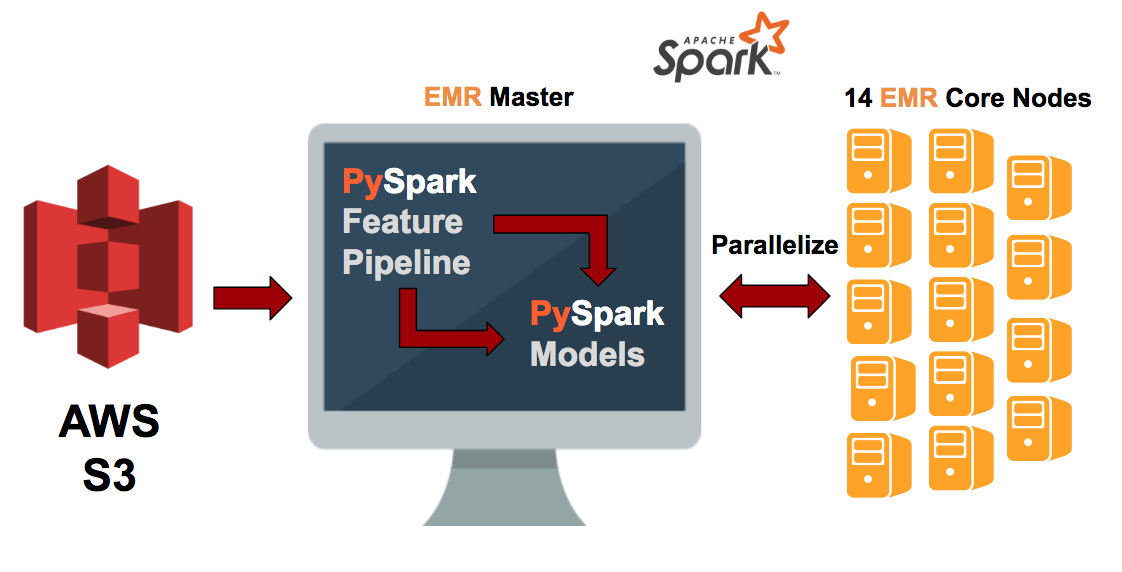 APACHE
Spark™
EMR Master
14 EMR Core Nodes
PySpark
Feature
Pipeline
Parallelize
PySpark
Models
AWS
S3